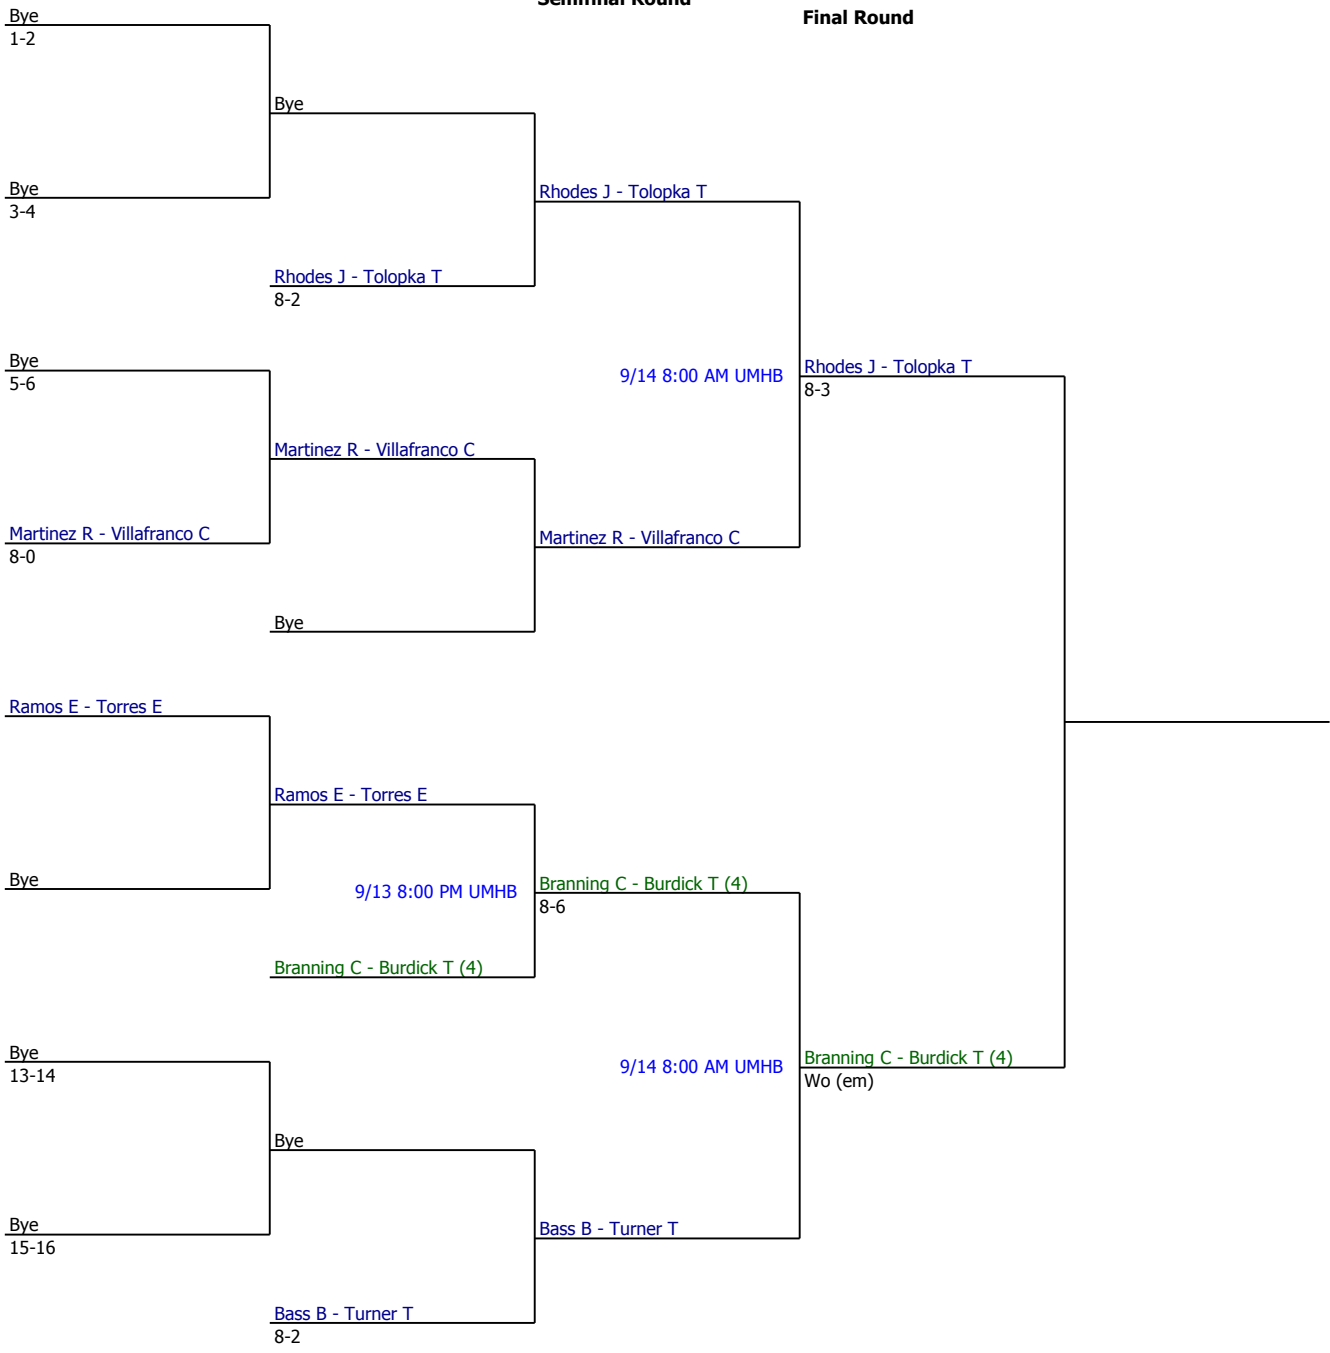 Semifinal Round
Final Round
Bye
1-2
Bye
Bye
3-4
Rhodes J - Tolopka T
Rhodes J - Tolopka T
8-2
Bye
5-6
9/14 8:00 AM UMHB
Rhodes J - Tolopka T
8-3
Martinez R - Villafranco C
Martinez R - Villafranco C
8-0
Martinez R - Villafranco C
Bye
Ramos E - Torres E
Ramos E - Torres E
Bye
9/13 8:00 PM UMHB
Branning C - Burdick T (4)
8-6
Branning C - Burdick T (4)
Bye
13-14
9/14 8:00 AM UMHB
Branning C - Burdick T (4)
Wo (em)
Bye
Bye
15-16
Bass B - Turner T
Bass B - Turner T
8-2